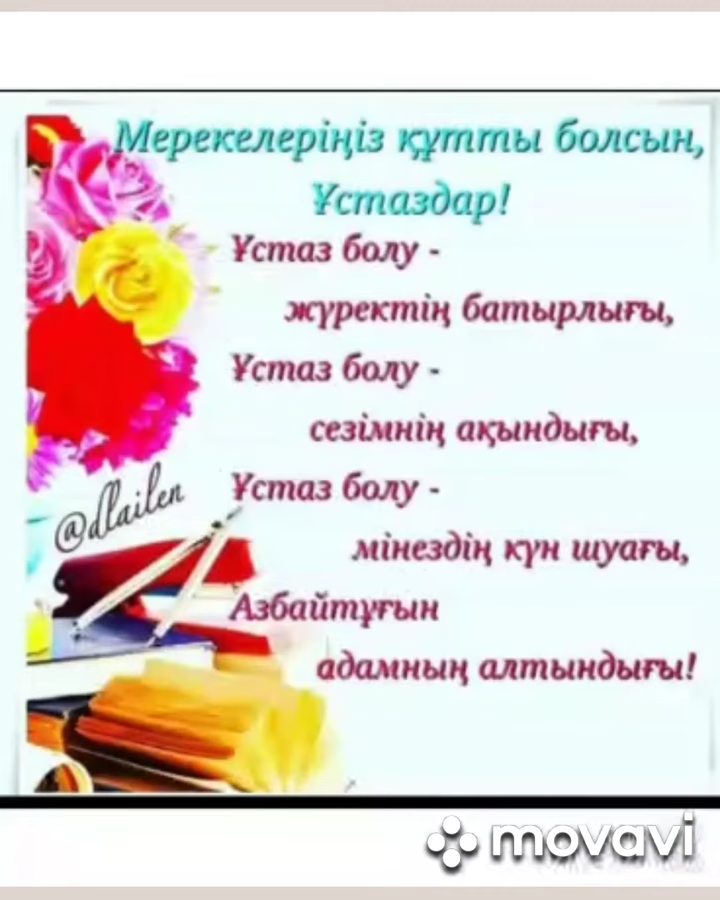 Мерекелеріңіз құтты болсын,
Ұстаздар!
Ұстаз болу -
жүректің батырлығы,
Ұстаз болу -
сезімнің ақындығы,
@dlailen
Ұстаз болу -
мінездің күн шуағы,
Азбайтұғын
адамның алтындығы!
movavi